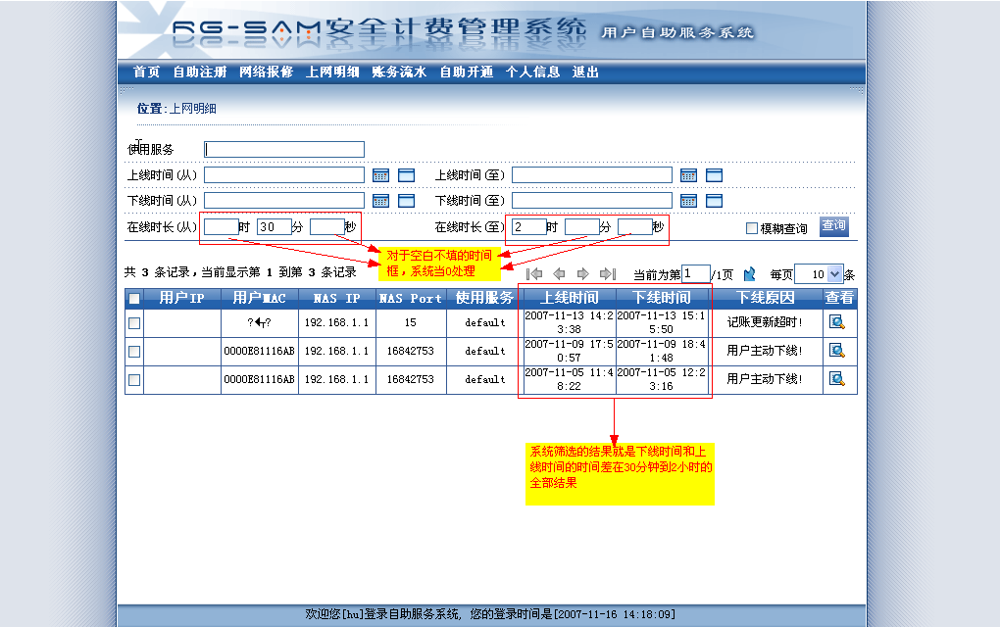 RG-SAM安全计费管理系统 用户自助服务系统
首页 自助注册 网络报修 上网明细 账务流水 自助开通 个人信息 退出
位置:上网明细
使用服务
上线时间(从) 上线时间(至)
下线时间(从) 下线时间(至)
在线时长(从) 时 30 分 秒 在线时长(至) 2 时 分 秒 模糊查询 查询
对于空白不填的时间
框，系统当0处理
共 3 条记录，当前显示第 1 到第 3 条记录 当前为第 1 /1页 每页 10 条
用户IP 用户MAC NAS IP NAS Port 使用服务 上线时间 下线时间 下线原因 查看
192.168.1.1 15 default 2007-11-13 14:2 2007-11-13 15:1 记账更新超时!
3:38 5:50
0000E81116AB 192.168.1.1 16842753 default 2007-11-09 17:5 2007-11-09 18:4 用户主动下线!
0:57 1:48
0000E81116AB 192.168.1.1 16842753 default 2007-11-05 11:4 2007-11-05 12:2 用户主动下线!
8:22 3:16
系统筛选的结果就是下线时间和上
线时间的时间差在30分钟到2小时的
全部结果
欢迎您[hu]登录自助服务系统, 您的登录时间是[2007-11-16 14:18:09]